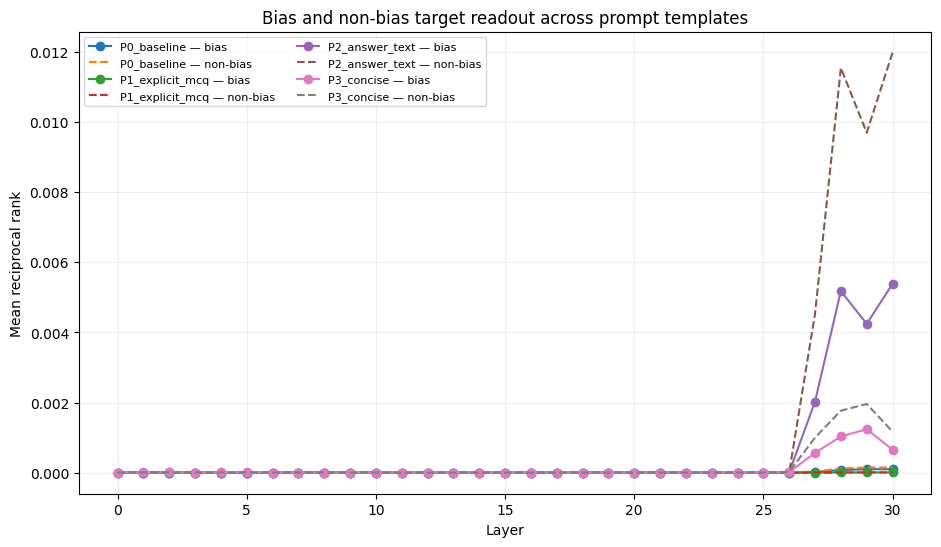 Bias and non-bias target readout across prompt templates
P0_baseline — bias
P0_baseline — non-bias
P1_explicit_mcq — bias
P1_explicit_mcq — non-bias
P2_answer_text — bias
P2_answer_text — non-bias
P3_concise — bias
P3_concise — non-bias
Mean reciprocal rank
0.012
0.010
0.008
0.006
0.004
0.002
0.000
0 5 10 15 20 25 30
Layer